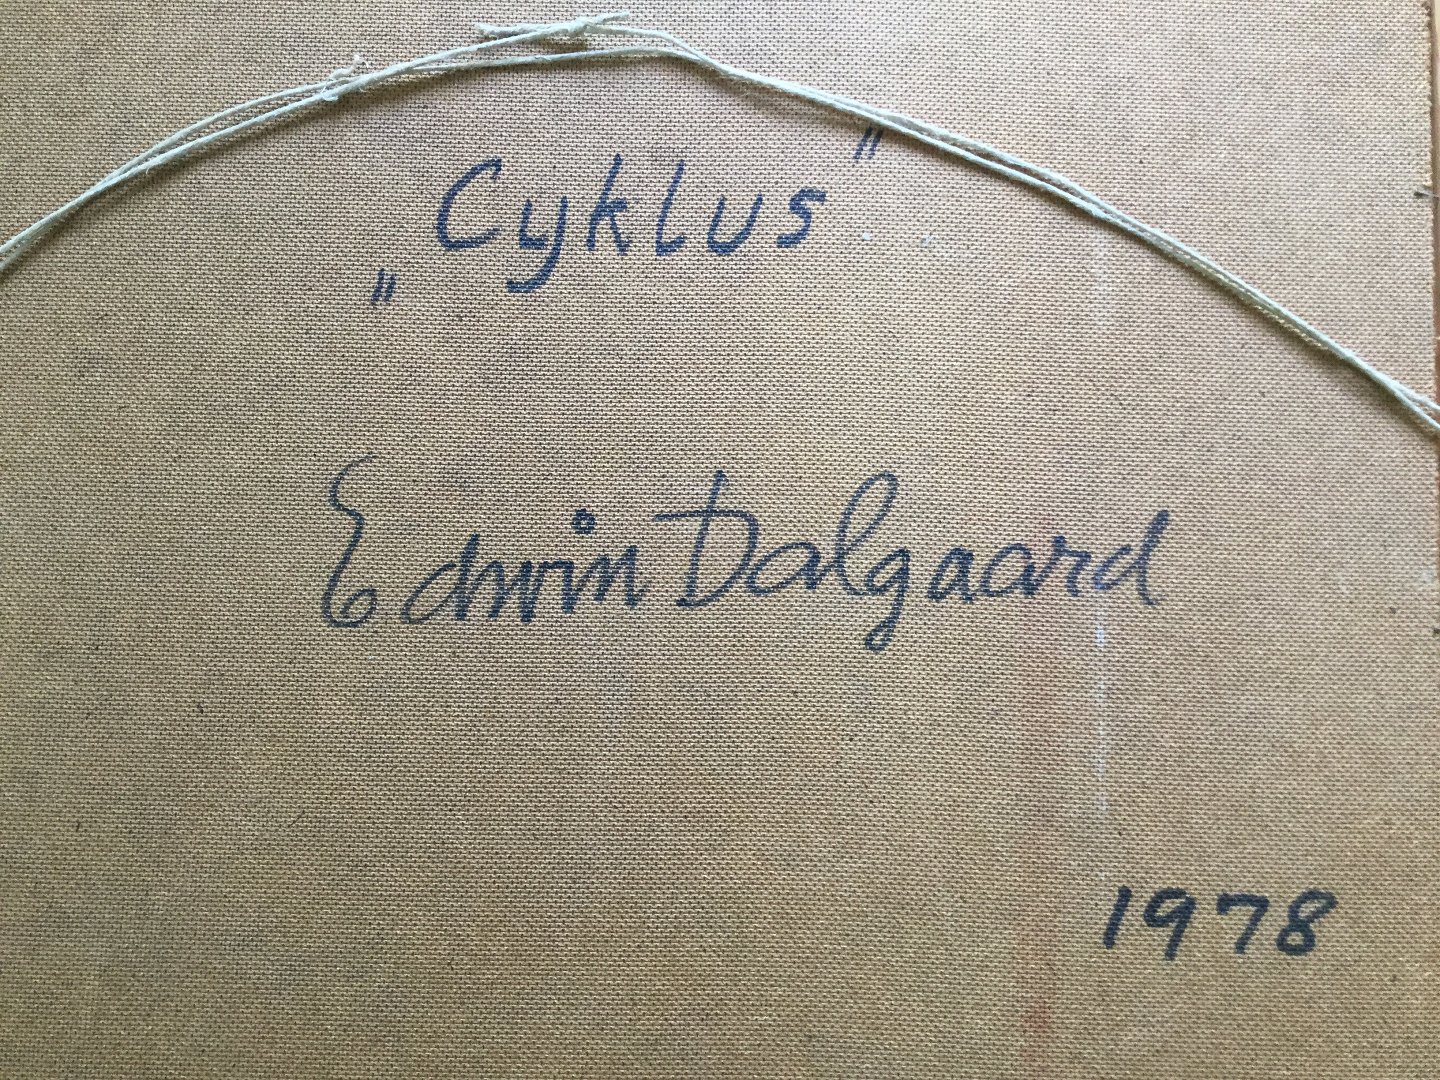 „Cyklus"
Edwin Dalgaard
1978